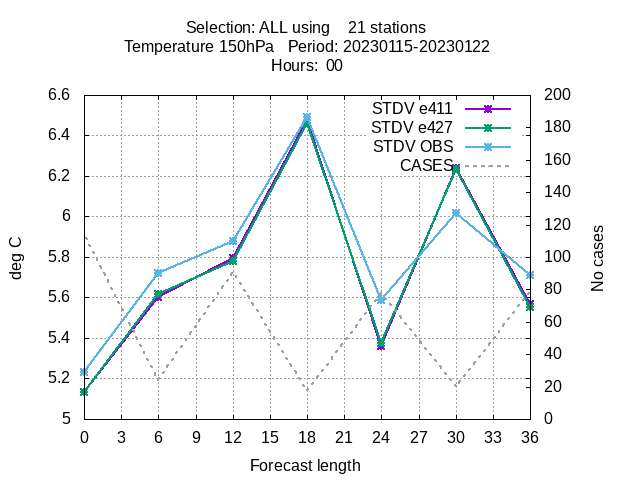 Selection: ALL using    21 stations
Temperature 150hPa   Period: 20230115-20230122
Hours:  00
STDV e411
STDV e427
STDV OBS
CASES
deg C
6.6
6.4
6.2
6
5.8
5.6
5.4
5.2
5
200
180
160
140
120
100
80
60
40
20
0
No cases
0 3 6 9 12 15 18 21 24 27 30 33 36
Forecast length